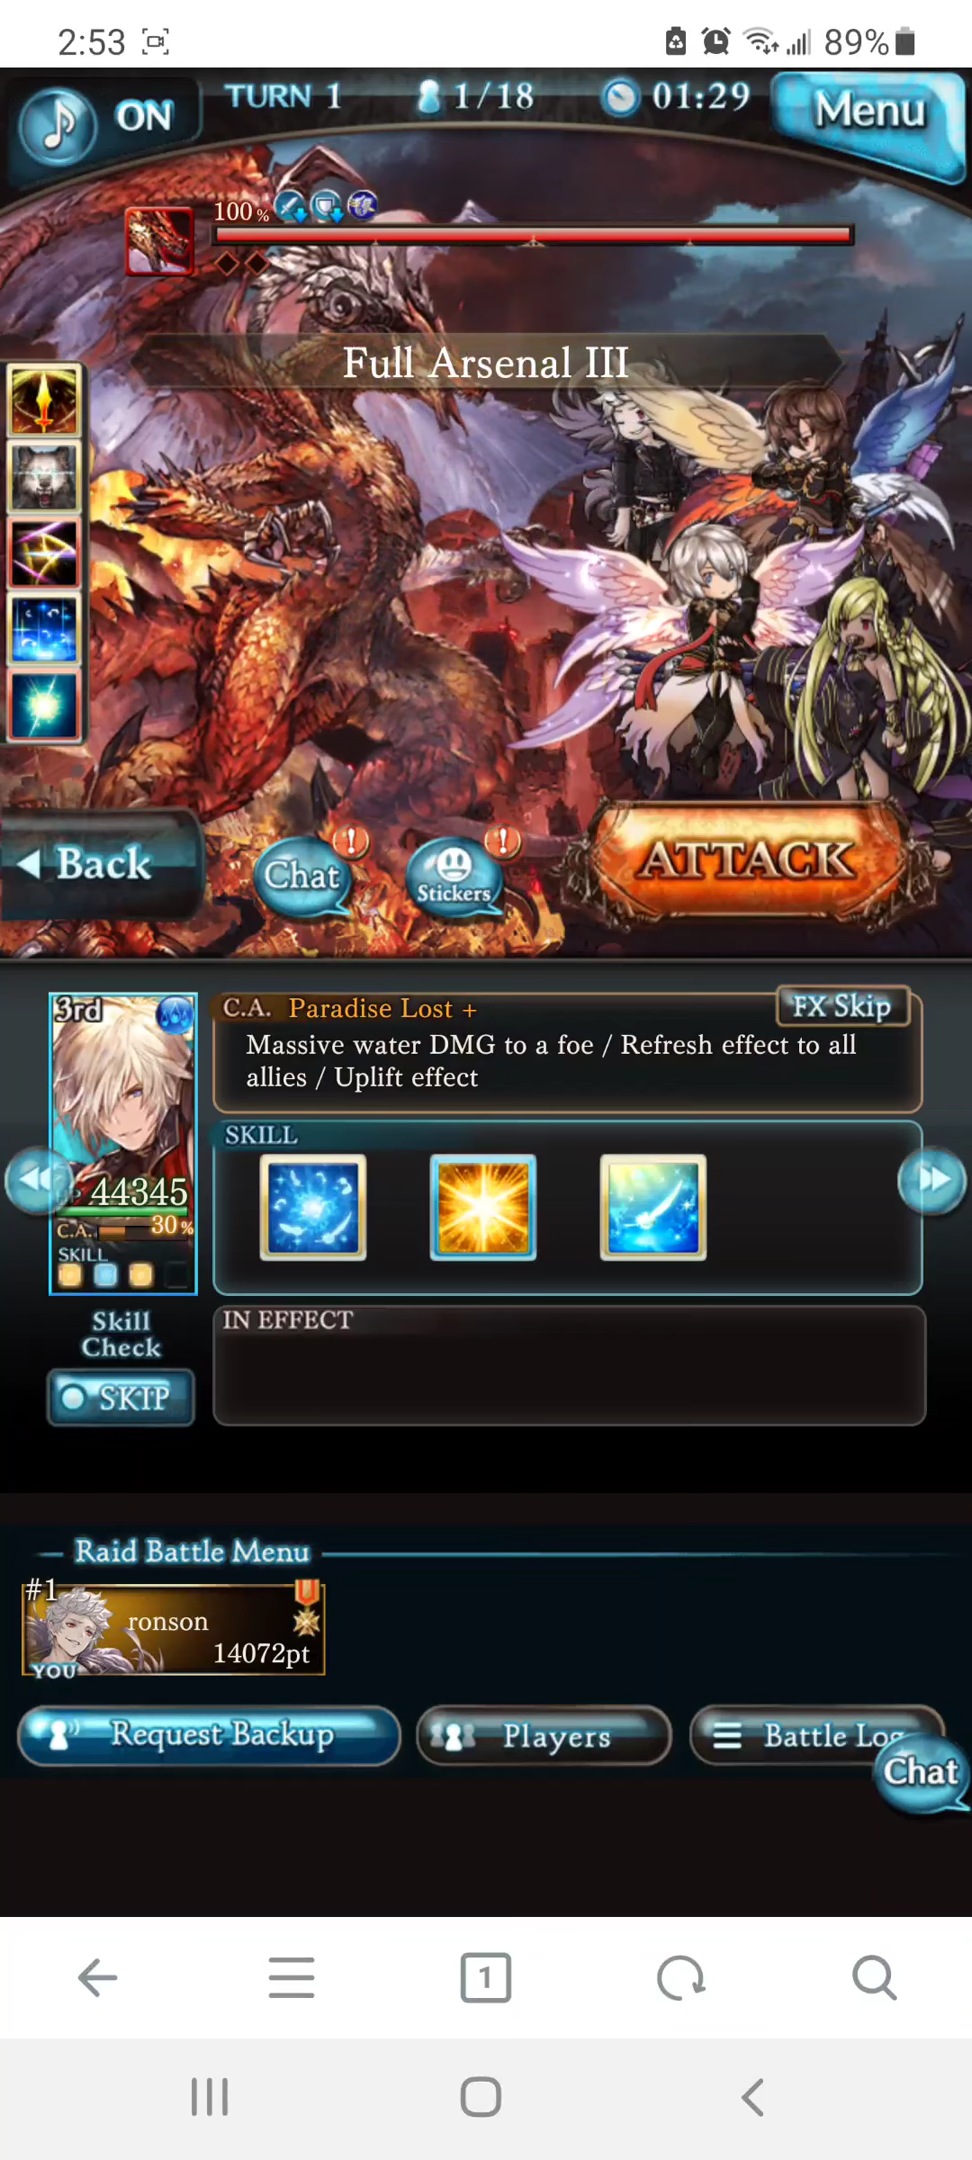 2:53
89%
ON
TURN 1
1/18
01:29
Menu
100%
Full Arsenal III
Back
Chat
Stickers
ATTACK
3rd
C.A. Paradise Lost +
FX Skip
Massive water DMG to a foe / Refresh effect to all
allies / Uplift effect
SKILL
HP 44345
C.A. 30%
SKILL
Skill
Check
SKIP
IN EFFECT
Raid Battle Menu
#1
ronson
14072pt
YOU
Request Backup
Players
Battle Log
Chat
1